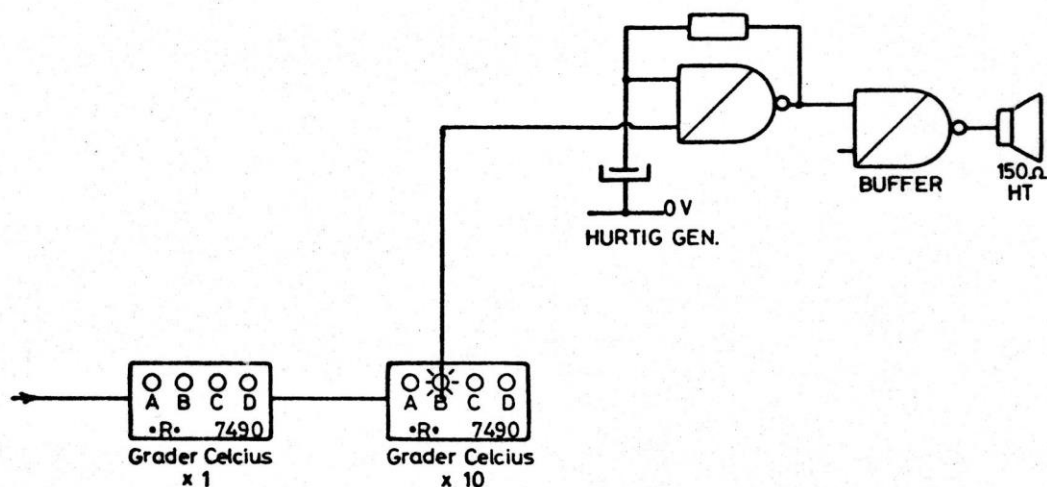 150Ω
HT
BUFFER
0V
HURTIG GEN.
A B C D
•R• 7490
Grader Celcius
x 1
A B C D
•R• 7490
Grader Celcius
x 10